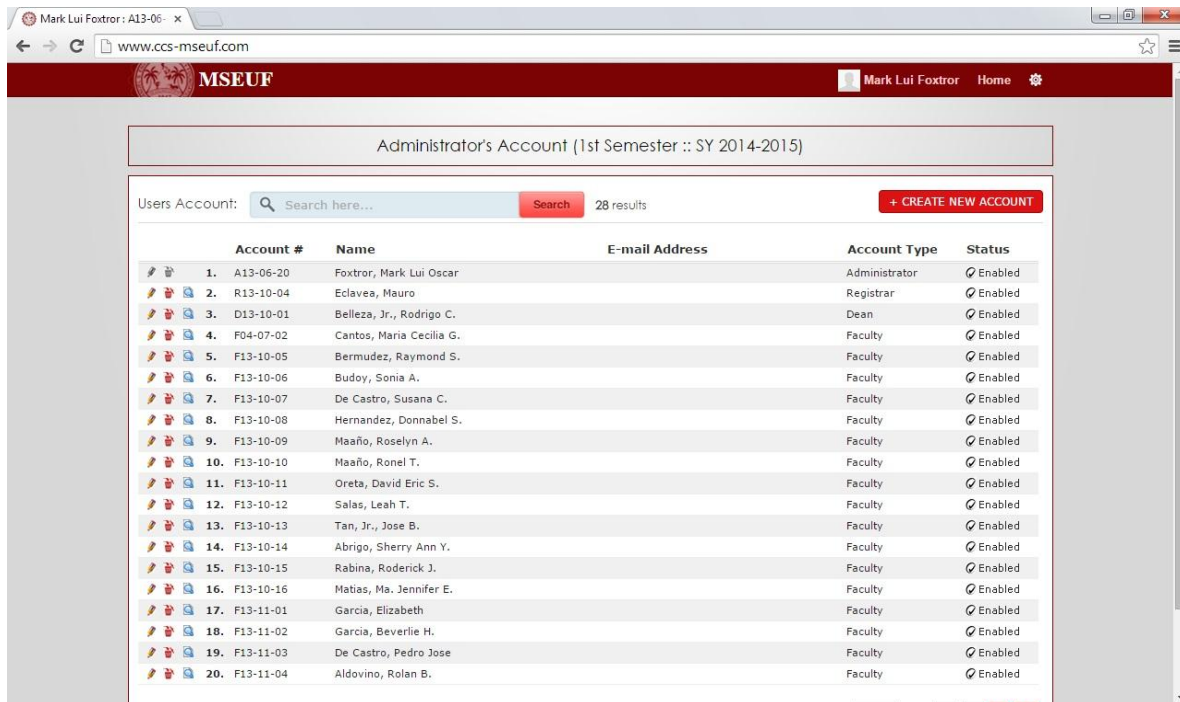 Mark Lui Foxtror : A13-06-
www.ccs-mseuf.com
MSEUF Mark Lui Foxtror Home
Administrator's Account (1st Semester :: SY 2014-2015)
Users Account: Search here... Search 28 results + CREATE NEW ACCOUNT
Account # Name E-mail Address Account Type Status
1. A13-06-20 Foxtror, Mark Lui Oscar Administrator Enabled
2. R13-10-04 Eclavea, Mauro Registrar Enabled
3. D13-10-01 Belleza, Jr., Rodrigo C. Dean Enabled
4. F04-07-02 Cantos, Maria Cecilia G. Faculty Enabled
5. F13-10-05 Bermudez, Raymond S. Faculty Enabled
6. F13-10-06 Budoy, Sonia A. Faculty Enabled
7. F13-10-07 De Castro, Susana C. Faculty Enabled
8. F13-10-08 Hernandez, Donnabel S. Faculty Enabled
9. F13-10-09 Maaño, Roselyn A. Faculty Enabled
10. F13-10-10 Maaño, Ronel T. Faculty Enabled
11. F13-10-11 Oreta, David Eric S. Faculty Enabled
12. F13-10-12 Salas, Leah T. Faculty Enabled
13. F13-10-13 Tan, Jr., Jose B. Faculty Enabled
14. F13-10-14 Abrigo, Sherry Ann Y. Faculty Enabled
15. F13-10-15 Rabina, Roderick J. Faculty Enabled
16. F13-10-16 Matias, Ma. Jennifer E. Faculty Enabled
17. F13-11-01 Garcia, Elizabeth Faculty Enabled
18. F13-11-02 Garcia, Beverlie H. Faculty Enabled
19. F13-11-03 De Castro, Pedro Jose Faculty Enabled
20. F13-11-04 Aldovino, Rolan B. Faculty Enabled